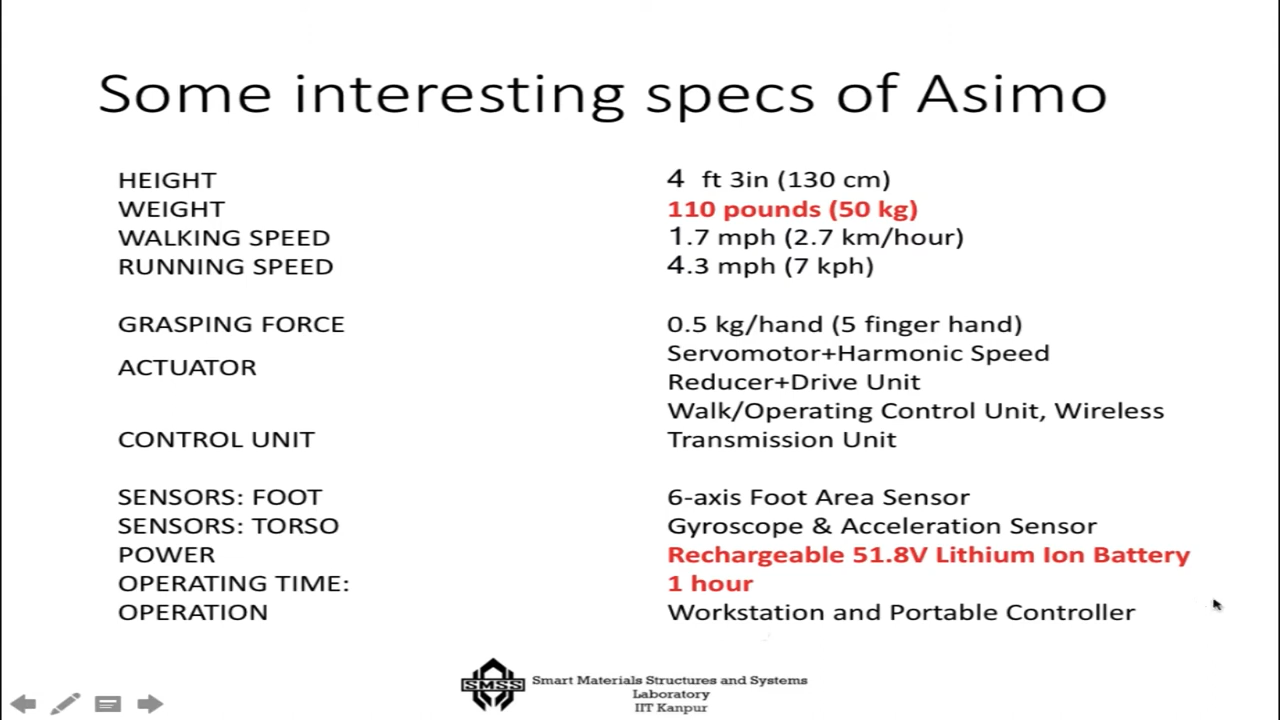 Some interesting specs of Asimo
HEIGHT 4 ft 3in (130 cm)
WEIGHT 110 pounds (50 kg)
WALKING SPEED 1.7 mph (2.7 km/hour)
RUNNING SPEED 4.3 mph (7 kph)
GRASPING FORCE 0.5 kg/hand (5 finger hand)
ACTUATOR Servomotor+Harmonic Speed
Reducer+Drive Unit
Walk/Operating Control Unit, Wireless
CONTROL UNIT Transmission Unit
SENSORS: FOOT 6-axis Foot Area Sensor
SENSORS: TORSO Gyroscope & Acceleration Sensor
POWER Rechargeable 51.8V Lithium Ion Battery
OPERATING TIME: 1 hour
OPERATION Workstation and Portable Controller
SMSS
Smart Materials Structures and Systems
Laboratory
IIT Kanpur